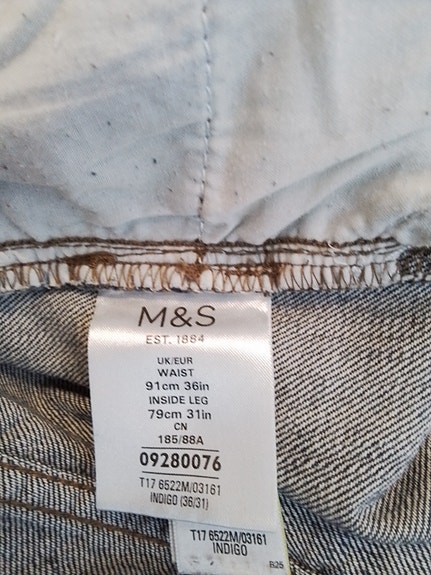 M&S
EST. 1884
UK/EUR
WAIST
91cm 36in
INSIDE LEG
79cm 31in
CN
185/88A
09280076
T17 6522M/03161
INDIGO (36/31)
T17 6522M/03161
INDIGO
B25